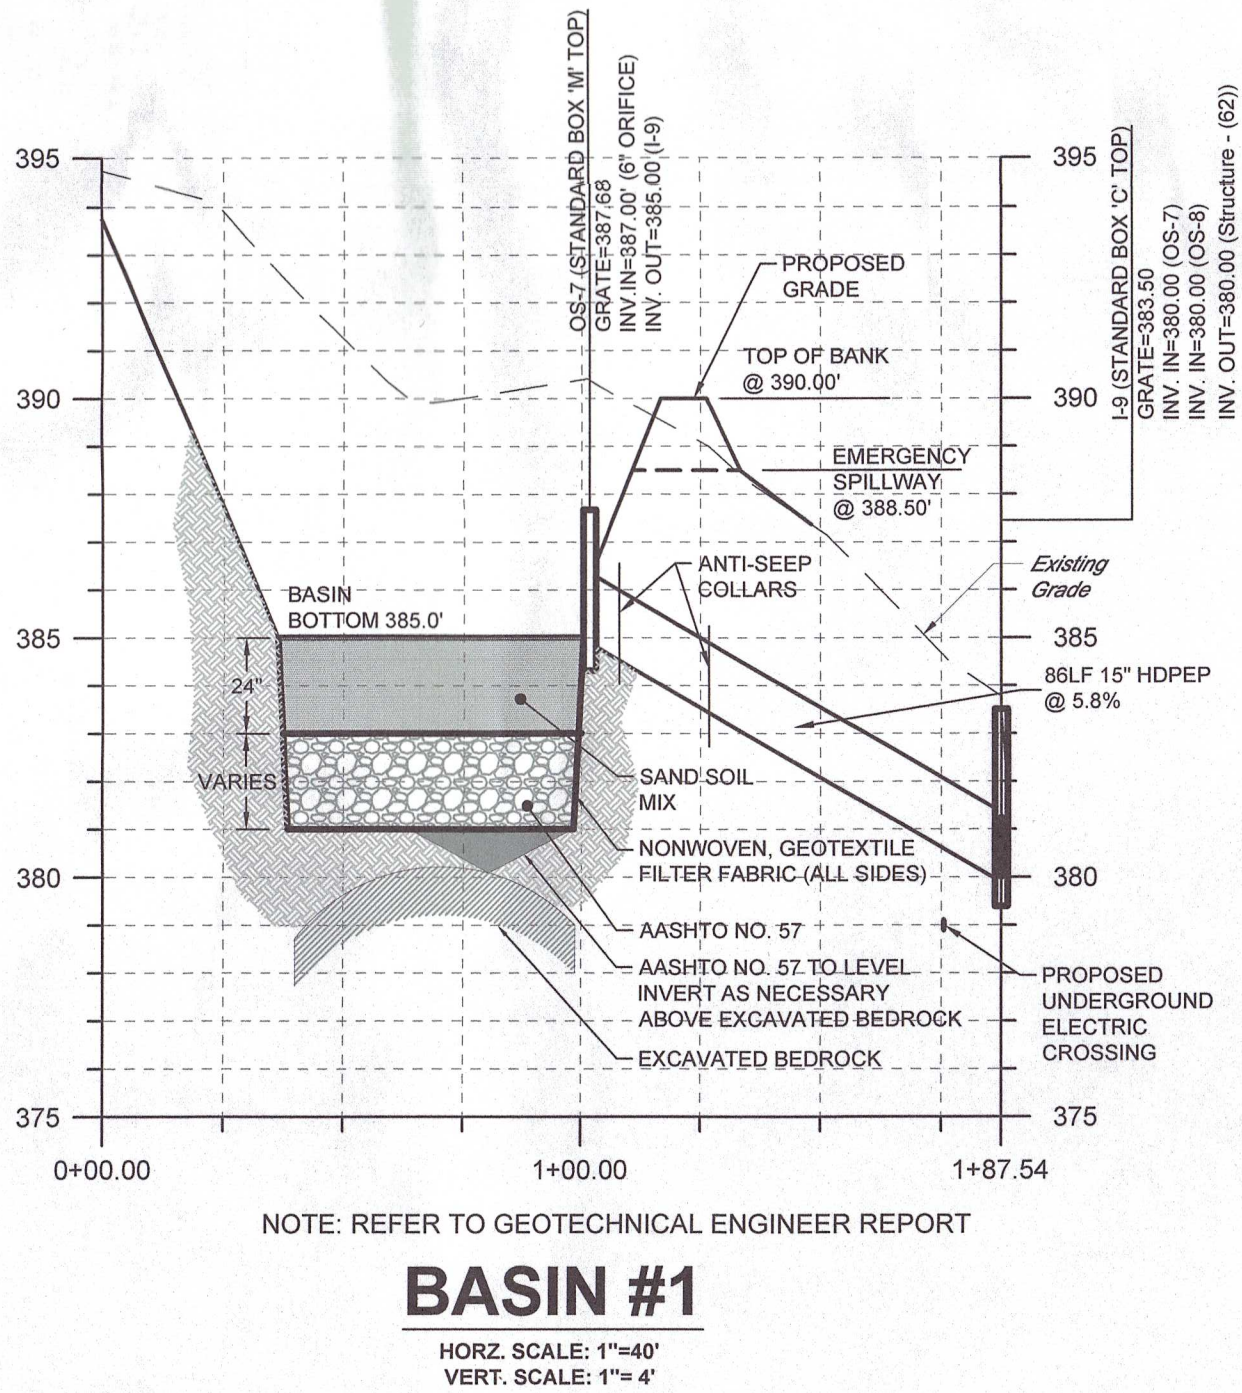 OS-7 (STANDARD BOX 'M' TOP)
GRATE=387.68
INV.IN=387.00' (6" ORIFICE)
INV. OUT=385.00' (I-9)
I-9 (STANDARD BOX 'C' TOP)
GRATE=383.50
INV. IN=380.00 (OS-7)
INV. IN=380.00 (OS-8)
INV. OUT=380.00 (Structure - (62))
395
395
PROPOSED
GRADE
TOP OF BANK
@ 390.00'
390
390
EMERGENCY
SPILLWAY
@ 388.50'
ANTI-SEEP
COLLARS
Existing
Grade
BASIN
BOTTOM 385.0'
385
385
24"
86LF 15" HDPEP
@ 5.8%
VARIES
SAND SOIL
MIX
NONWOVEN, GEOTEXTILE
FILTER FABRIC (ALL SIDES)
380
380
AASHTO NO. 57
AASHTO NO. 57 TO LEVEL
INVERT AS NECESSARY
ABOVE EXCAVATED BEDROCK
EXCAVATED BEDROCK
PROPOSED
UNDERGROUND
ELECTRIC
CROSSING
375
375
0+00.00
1+00.00
1+87.54
NOTE: REFER TO GEOTECHNICAL ENGINEER REPORT
BASIN #1
HORZ. SCALE: 1"=40'
VERT. SCALE: 1"= 4'